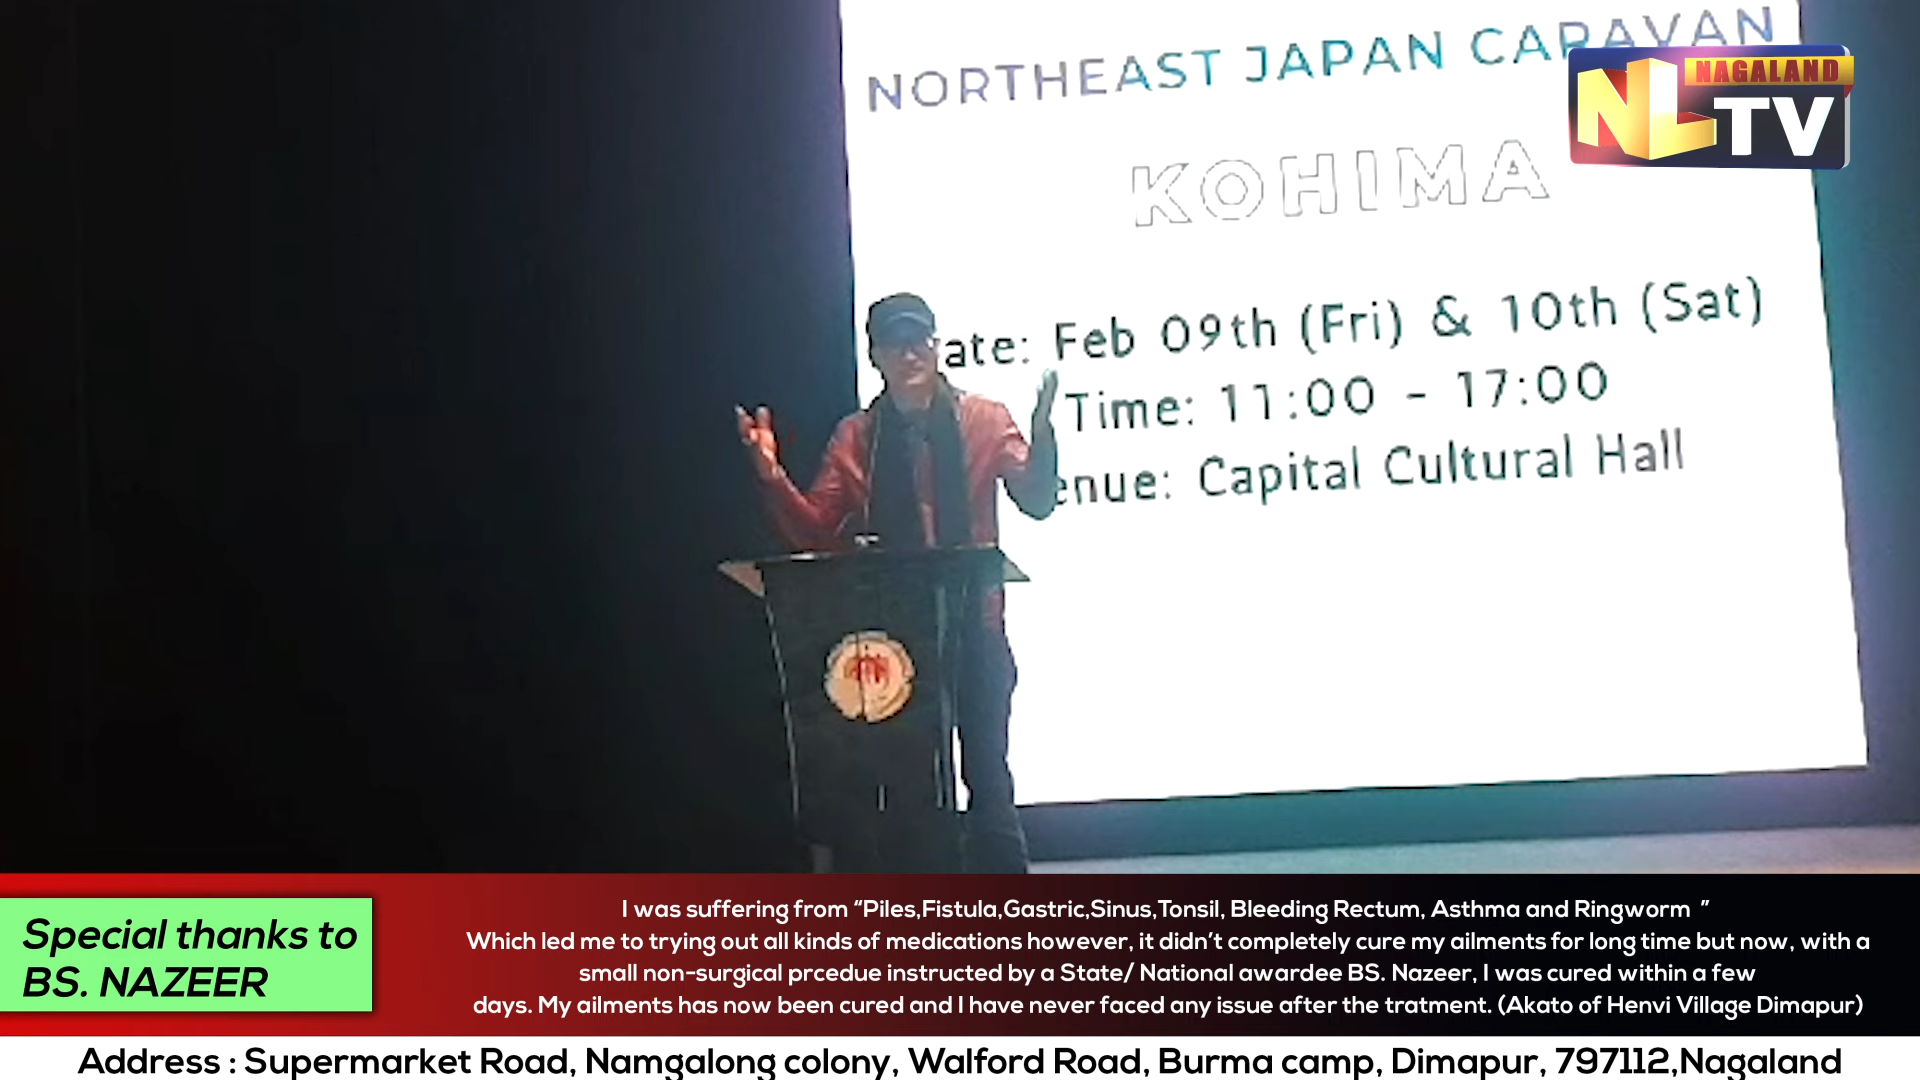 NORTHEAST JAPAN CARAVAN
NAGALAND
NLTV
KOHIMA
ate: Feb 09th (Fri) & 10th (Sat)
Time: 11:00 - 17:00
enue: Capital Cultural Hall
Special thanks to
BS. NAZEER
I was suffering from “Piles,Fistula,Gastric,Sinus,Tonsil, Bleeding Rectum, Asthma and Ringworm ”
Which led me to trying out all kinds of medications however, it didn’t completely cure my ailments for long time but now, with a
small non-surgical prcedue instructed by a State/ National awardee BS. Nazeer, I was cured within a few
days. My ailments has now been cured and I have never faced any issue after the tratment. (Akato of Henvi Village Dimapur)
Address : Supermarket Road, Namgalong colony, Walford Road, Burma camp, Dimapur, 797112,Nagaland